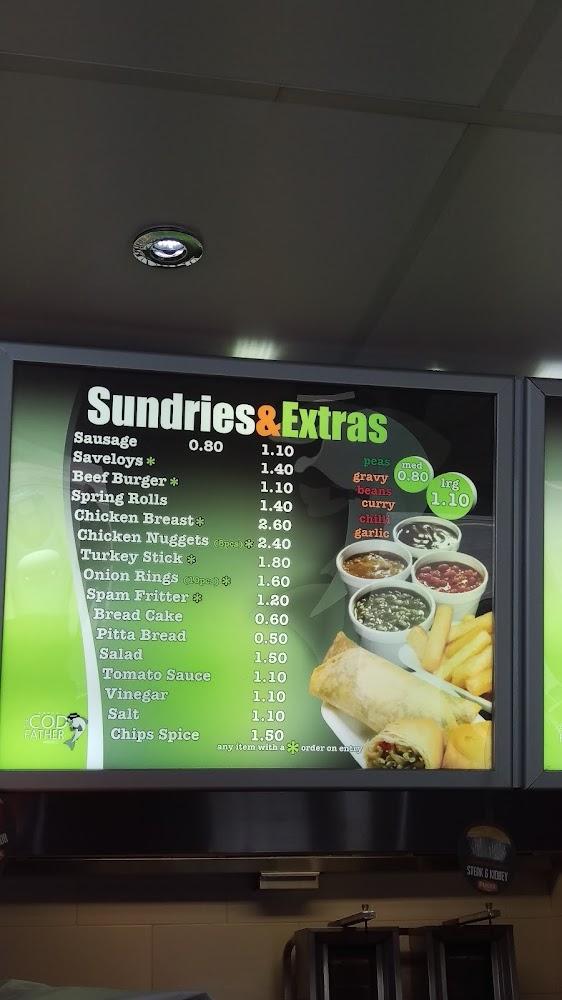 Sundries&Extras
Sausage 0.80 1.10
Saveloys * 1.40
Beef Burger * 1.10
Spring Rolls 1.40
Chicken Breast * 2.60
Chicken Nuggets * 2.40
Turkey Stick * 1.80
Onion Rings * 1.60
Spam Fritter * 1.20
Bread Cake 0.60
Pitta Bread 0.50
Salad 1.50
Tomato Sauce 1.10
Vinegar 1.10
Salt 1.10
Chips Spice 1.50
any item with a * order on entry
peas
gravy
beans
curry
chilli
garlic
med
0.80
lrg
1.10
COD
FATHER
STEAK & KIDNEY